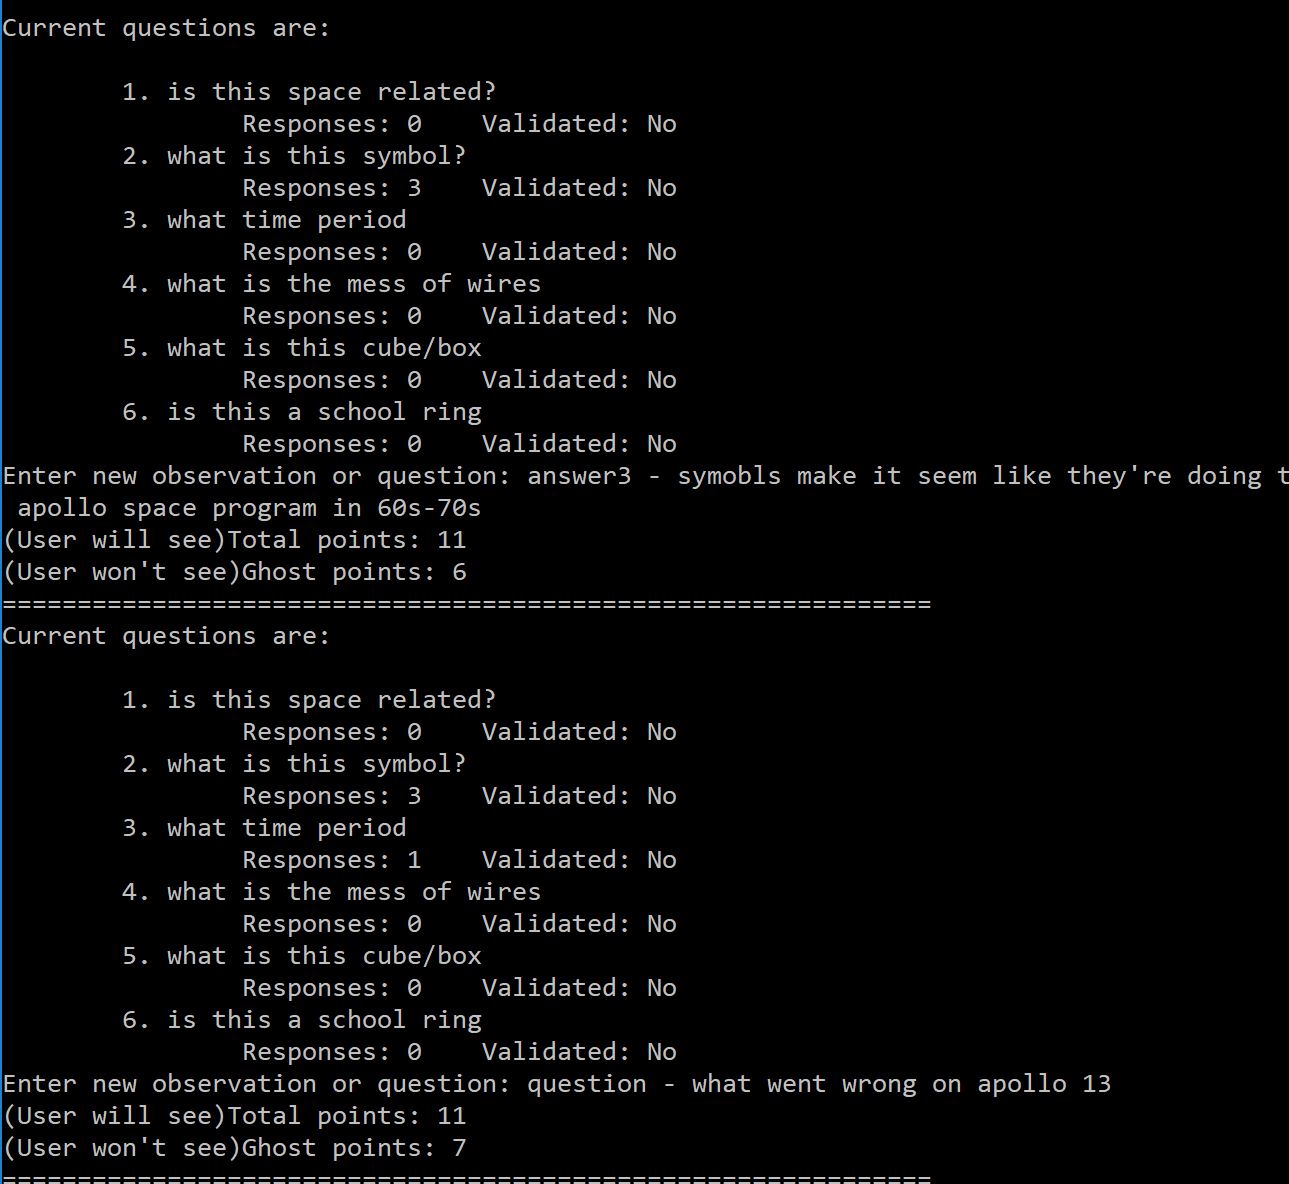 Current questions are:
1. is this space related?
Responses: 0    Validated: No
2. what is this symbol?
Responses: 3    Validated: No
3. what time period
Responses: 0    Validated: No
4. what is the mess of wires
Responses: 0    Validated: No
5. what is this cube/box
Responses: 0    Validated: No
6. is this a school ring
Responses: 0    Validated: No
Enter new observation or question: answer3 - symobls make it seem like they're doing t
apollo space program in 60s-70s
(User will see)Total points: 11
(User won't see)Ghost points: 6
==============================================================
Current questions are:
1. is this space related?
Responses: 0    Validated: No
2. what is this symbol?
Responses: 3    Validated: No
3. what time period
Responses: 1    Validated: No
4. what is the mess of wires
Responses: 0    Validated: No
5. what is this cube/box
Responses: 0    Validated: No
6. is this a school ring
Responses: 0    Validated: No
Enter new observation or question: question - what went wrong on apollo 13
(User will see)Total points: 11
(User won't see)Ghost points: 7
==============================================================